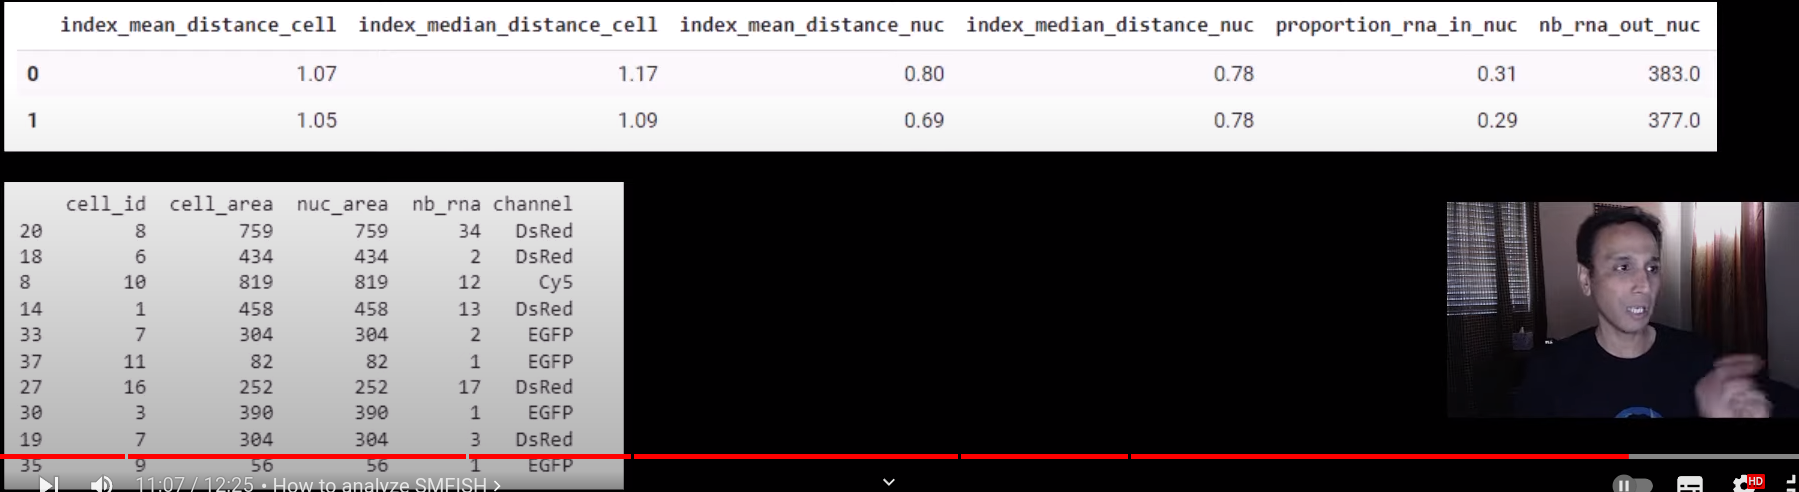 index_mean_distance_cell index_median_distance_cell index_mean_distance_nuc index_median_distance_nuc proportion_rna_in_nuc nb_rna_out_nuc
0 1.07 1.17 0.80 0.78 0.31 383.0
1 1.05 1.09 0.69 0.78 0.29 377.0
cell_id cell_area nuc_area nb_rna channel
20 8 759 759 34 DsRed
18 6 434 434 2 DsRed
8 10 819 819 12 Cy5
14 1 458 458 13 DsRed
33 7 304 304 2 EGFP
37 11 82 82 1 EGFP
27 16 252 252 17 DsRed
30 3 390 390 1 EGFP
19 7 304 304 3 DsRed
35 9 56 56 1 EGFP
11:07 / 12:25 • How to analyze SMFISH >
HD